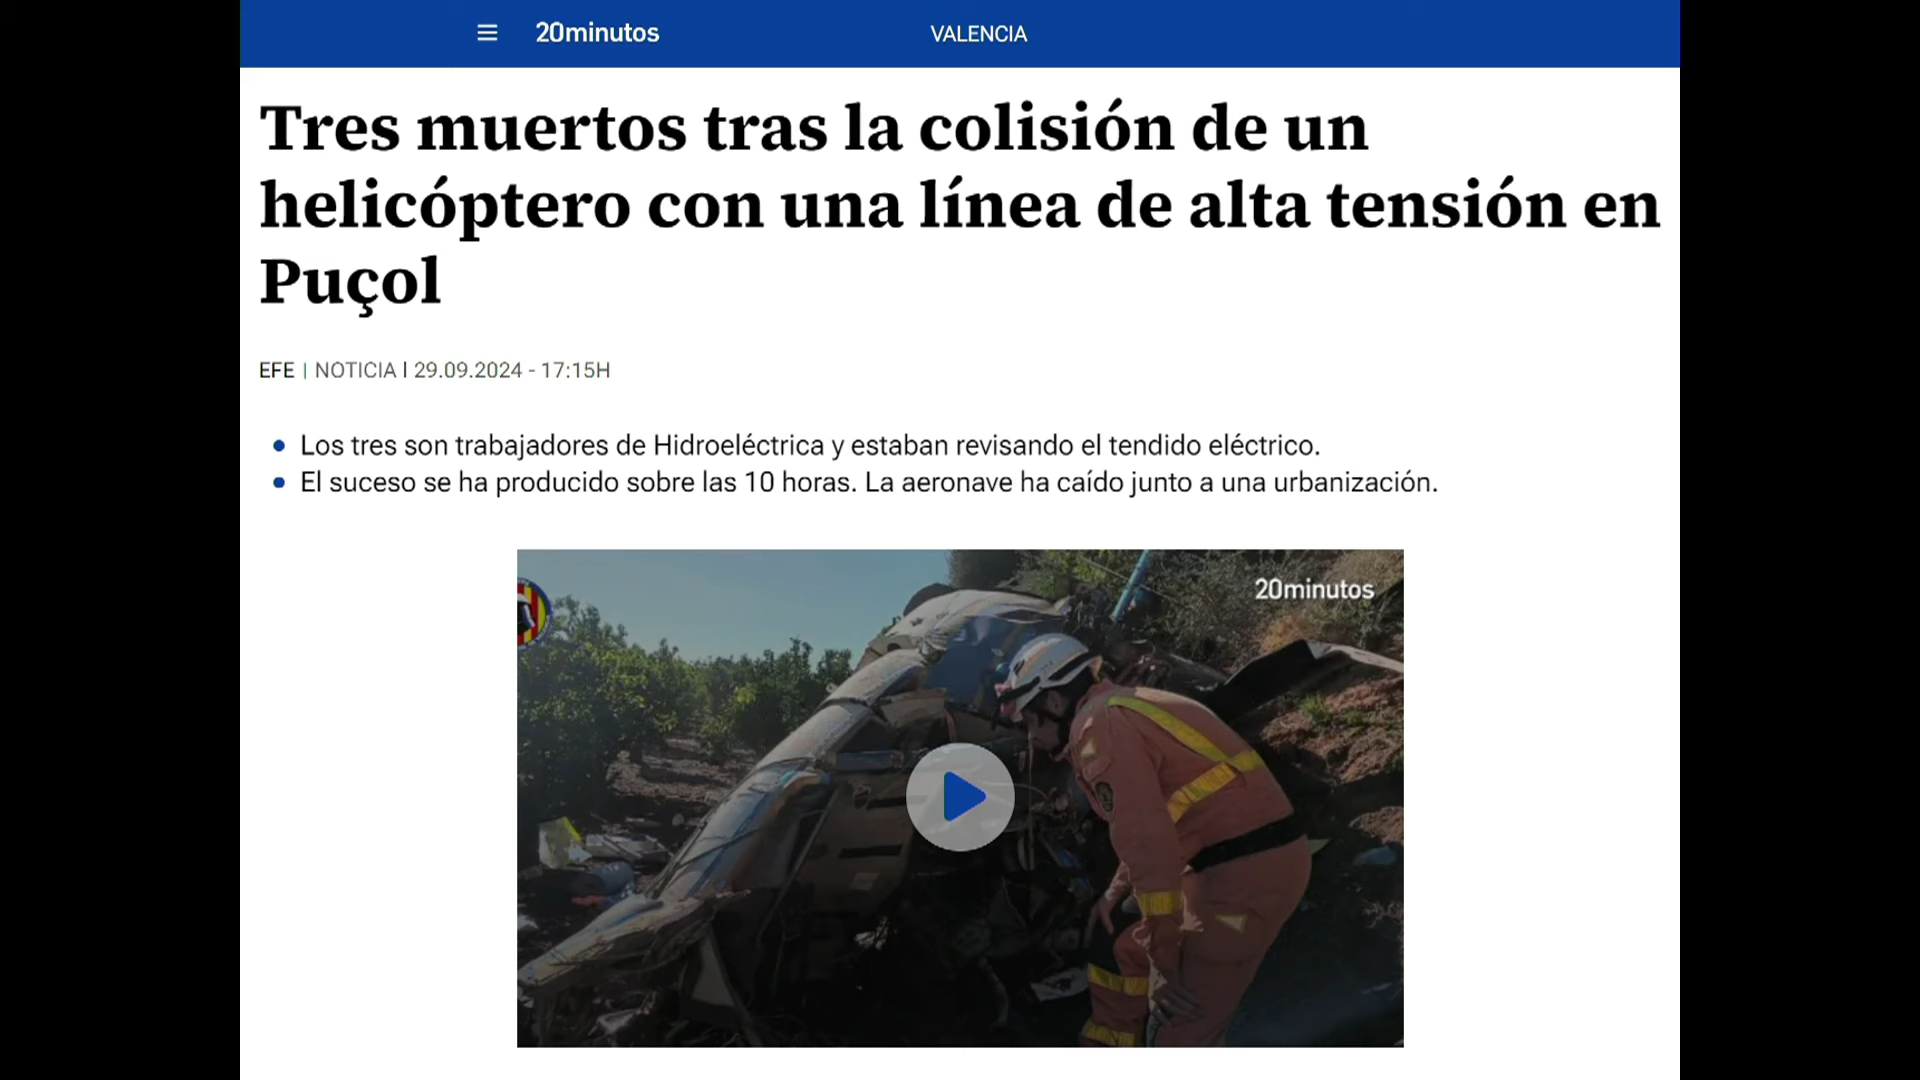 20minutos
VALENCIA
Tres muertos tras la colisión de un
helicóptero con una línea de alta tensión en
Puçol
EFE | NOTICIA I 29.09.2024 - 17:15H
Los tres son trabajadores de Hidroeléctrica y estaban revisando el tendido eléctrico.
El suceso se ha producido sobre las 10 horas. La aeronave ha caído junto a una urbanización.
20minutos